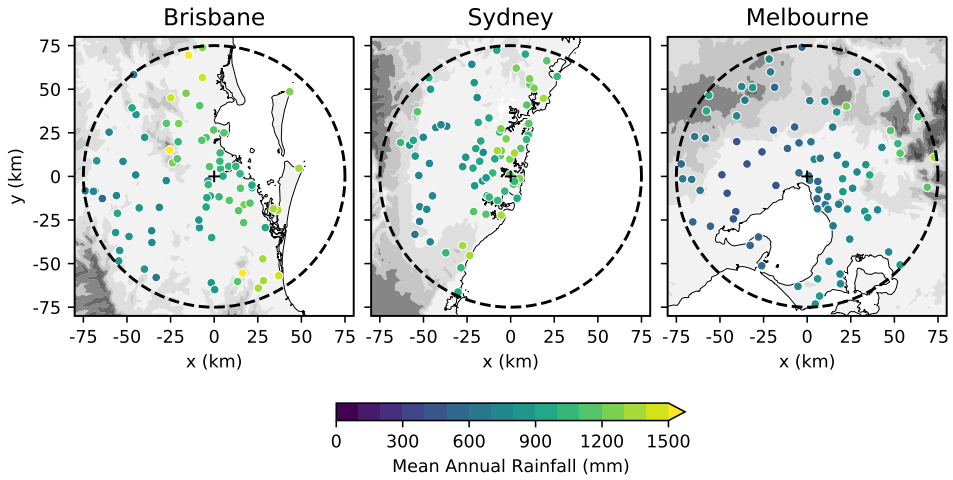 Brisbane Sydney Melbourne
75
50
25
0
-25
-50
-75
y (km)
-75 -50 -25 0 25 50 75 -75 -50 -25 0 25 50 75 -75 -50 -25 0 25 50 75
x (km) x (km) x (km)
0 300 600 900 1200 1500
Mean Annual Rainfall (mm)